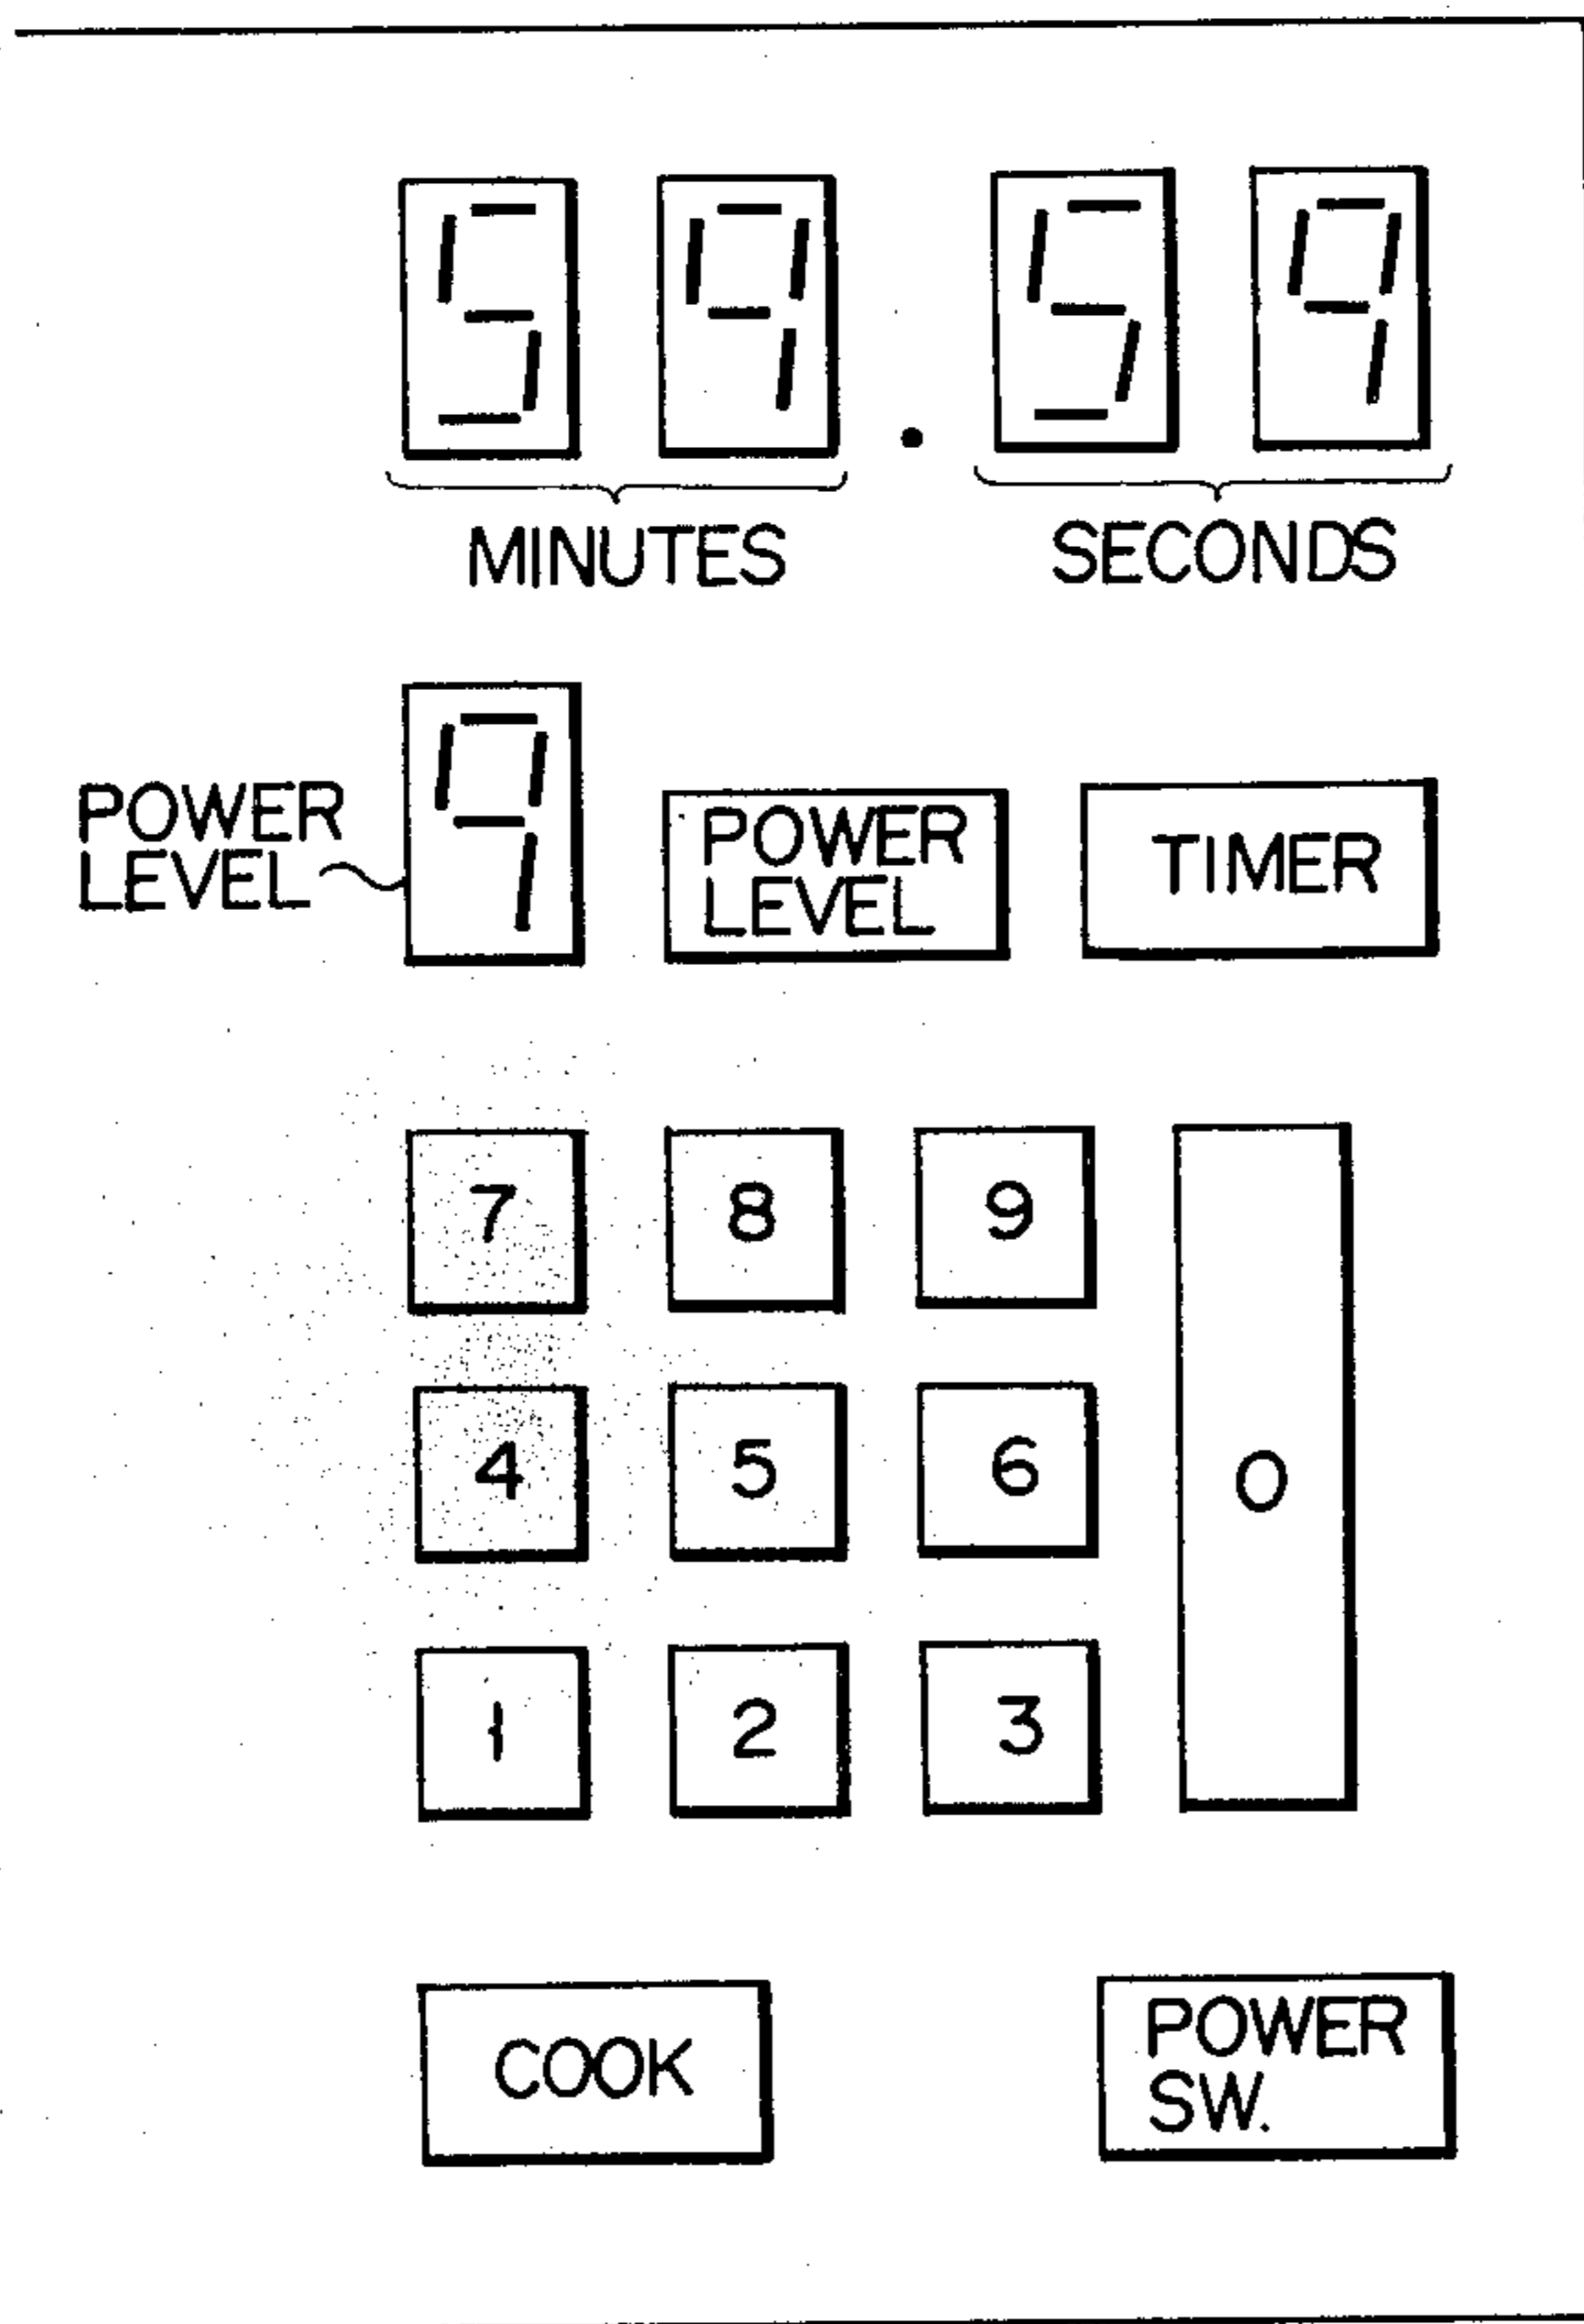 59.59
MINUTES SECONDS
9
POWER
LEVEL
POWER
LEVEL
TIMER
7 8 9
4 5 6 0
1 2 3
COOK
POWER
SW.